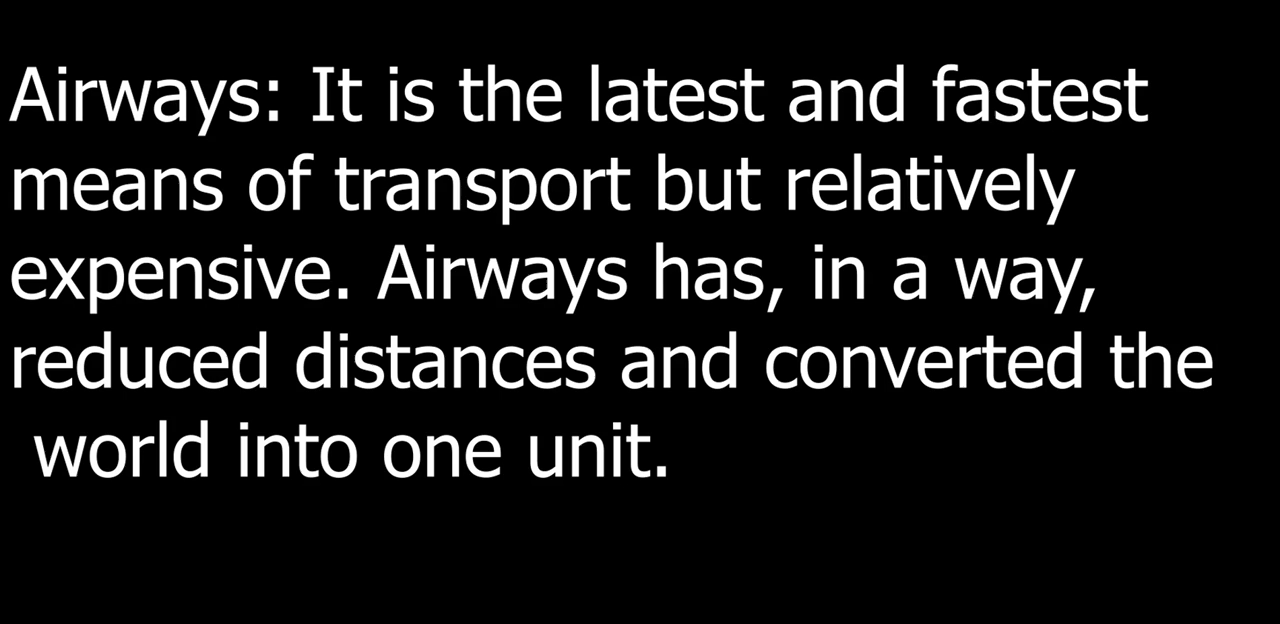 Airways: It is the latest and fastest
means of transport but relatively
expensive. Airways has, in a way,
reduced distances and converted the
world into one unit.